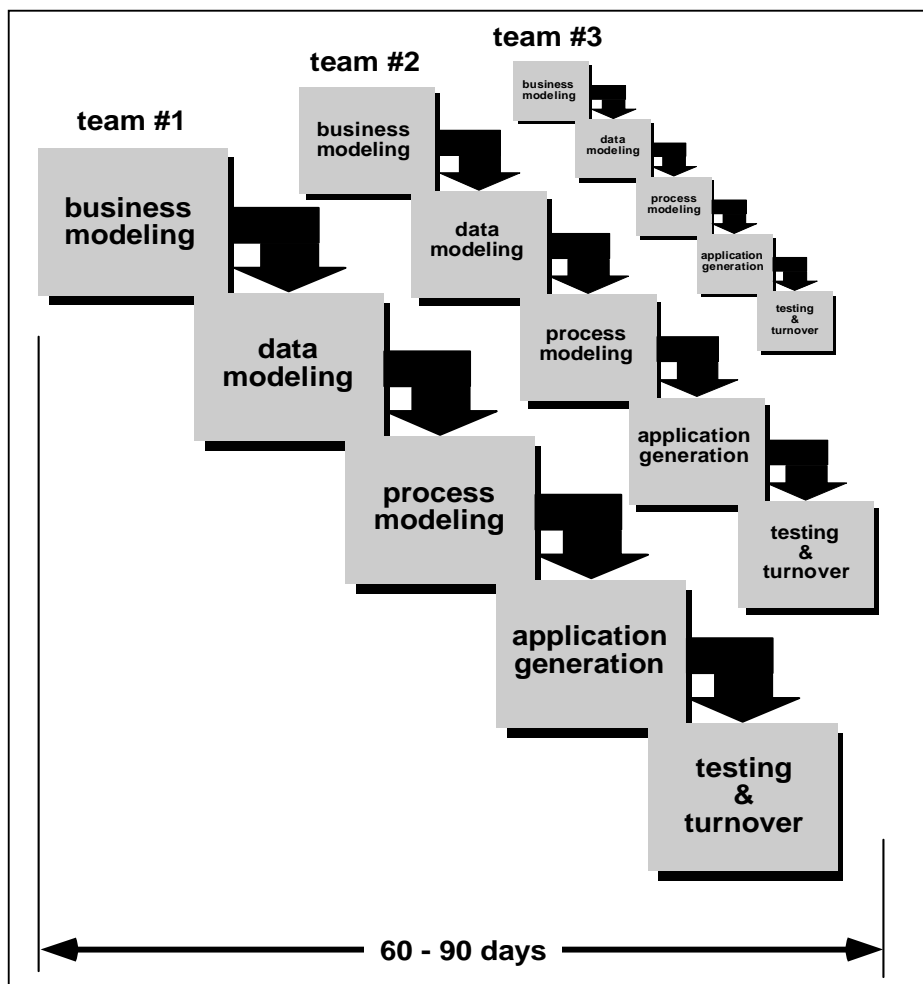 team #1
business
modeling
data
modeling
process
modeling
application
generation
testing
&
turnover
team #2
business
modeling
data
modeling
process
modeling
application
generation
testing
&
turnover
team #3
business
modeling
data
modeling
process
modeling
application
generation
testing
&
turnover
60 - 90 days